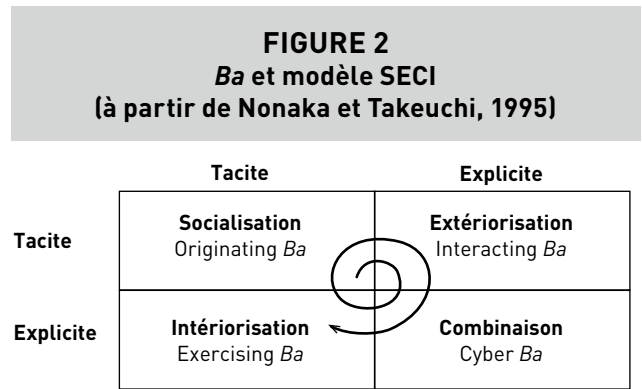 FIGURE 2
Ba et modèle SECI
(à partir de Nonaka et Takeuchi, 1995)
Tacite Explicite
Tacite
Socialisation
Originating Ba
Extériorisation
Interacting Ba
Explicite
Intériorisation
Exercising Ba
Combinaison
Cyber Ba